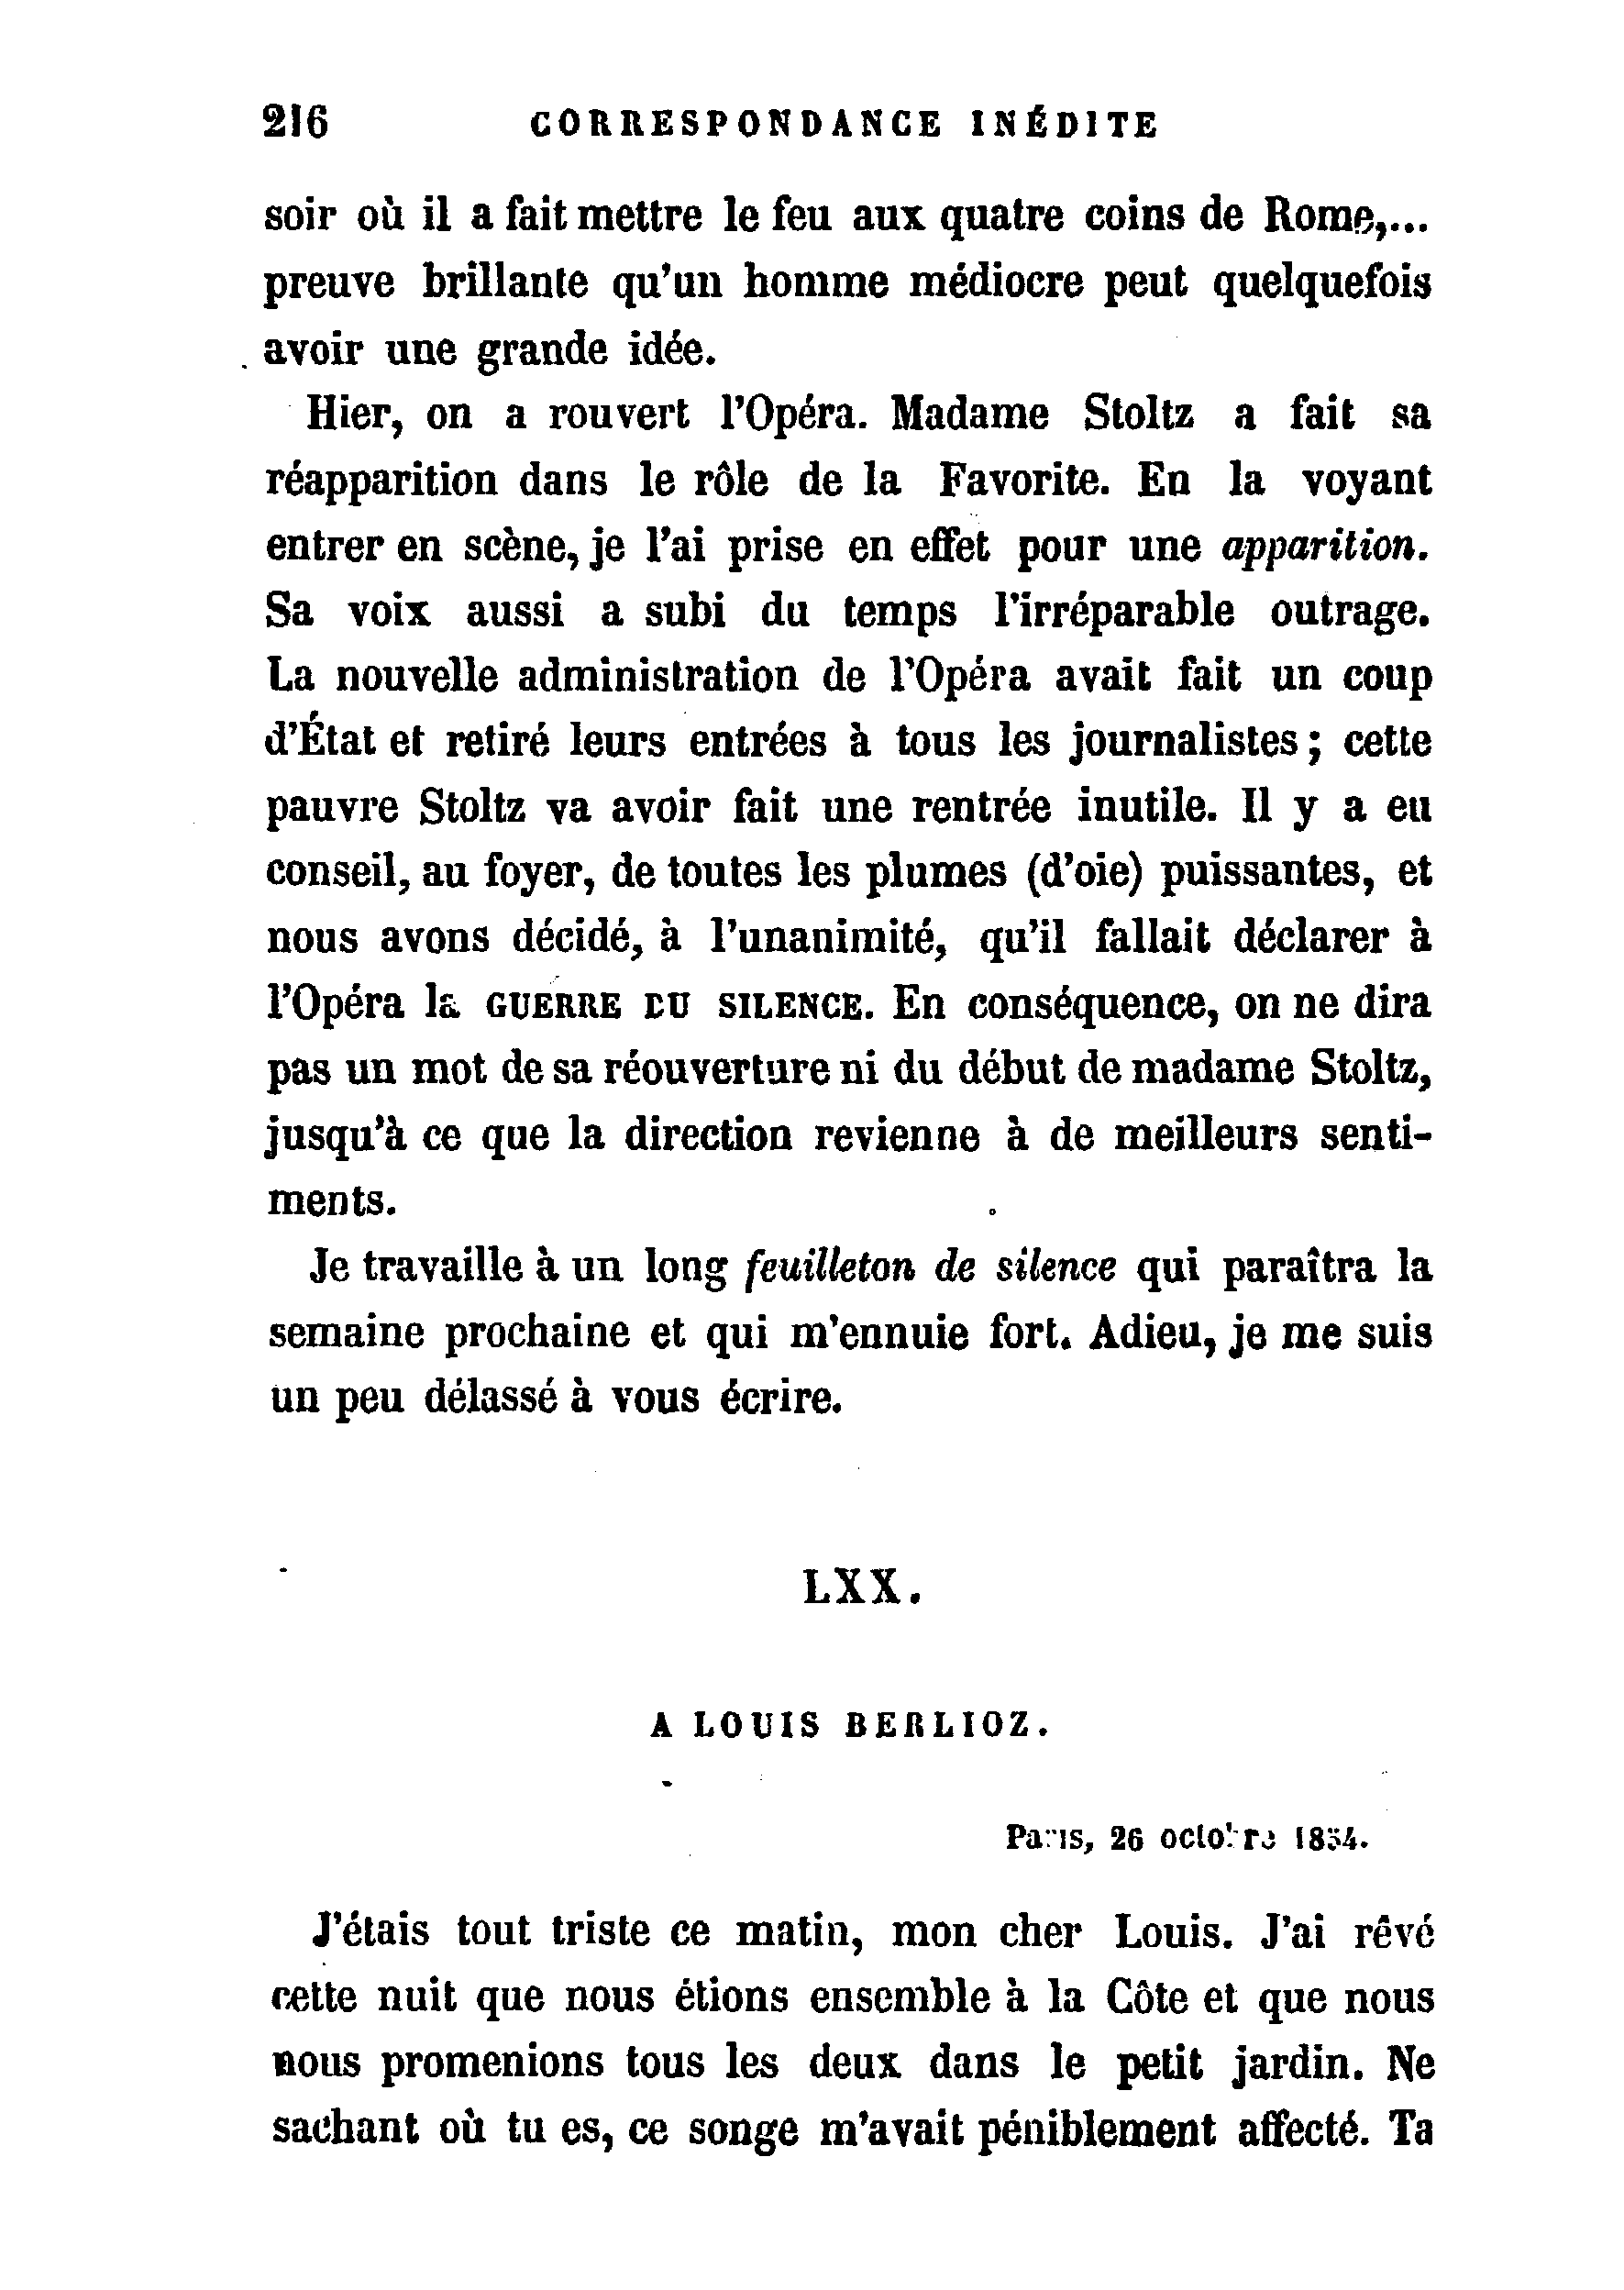 216 CORRESPONDANCE INÉDITE
soir où il a fait mettre le feu aux quatre coins de Rome,...
preuve brillante qu'un homme médiocre peut quelquefois
avoir une grande idée.
Hier, on a rouvert l'Opéra. Madame Stoltz a fait sa
réapparition dans le rôle de la Favorite. En la voyant
entrer en scène, je l'ai prise en effet pour une apparition.
Sa voix aussi a subi du temps l'irréparable outrage.
La nouvelle administration de l'Opéra avait fait un coup
d'État et retiré leurs entrées à tous les journalistes ; cette
pauvre Stoltz va avoir fait une rentrée inutile. Il y a eu
conseil, au foyer, de toutes les plumes (d'oie) puissantes, et
nous avons décidé, à l'unanimité, qu'il fallait déclarer à
l'Opéra la GUERRE DU SILENCE. En conséquence, on ne dira
pas un mot de sa réouverture ni du début de madame Stoltz,
jusqu'à ce que la direction revienne à de meilleurs senti-
ments.
Je travaille à un long feuilleton de silence qui paraîtra la
semaine prochaine et qui m'ennuie fort. Adieu, je me suis
un peu délassé à vous écrire.
LXX.
A LOUIS BERLIOZ.
Paris, 26 octobre 1854.
J'étais tout triste ce matin, mon cher Louis. J'ai rêvé
cette nuit que nous étions ensemble à la Côte et que nous
nous promenions tous les deux dans le petit jardin. Ne
sachant où tu es, ce songe m'avait péniblement affecté. Ta